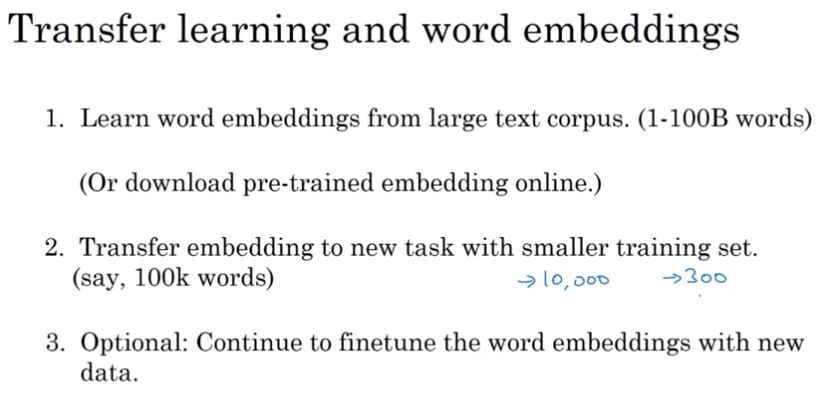 Transfer learning and word embeddings
1. Learn word embeddings from large text corpus. (1-100B words)
(Or download pre-trained embedding online.)
2. Transfer embedding to new task with smaller training set.
(say, 100k words) →10,000 →300
3. Optional: Continue to finetune the word embeddings with new
data.